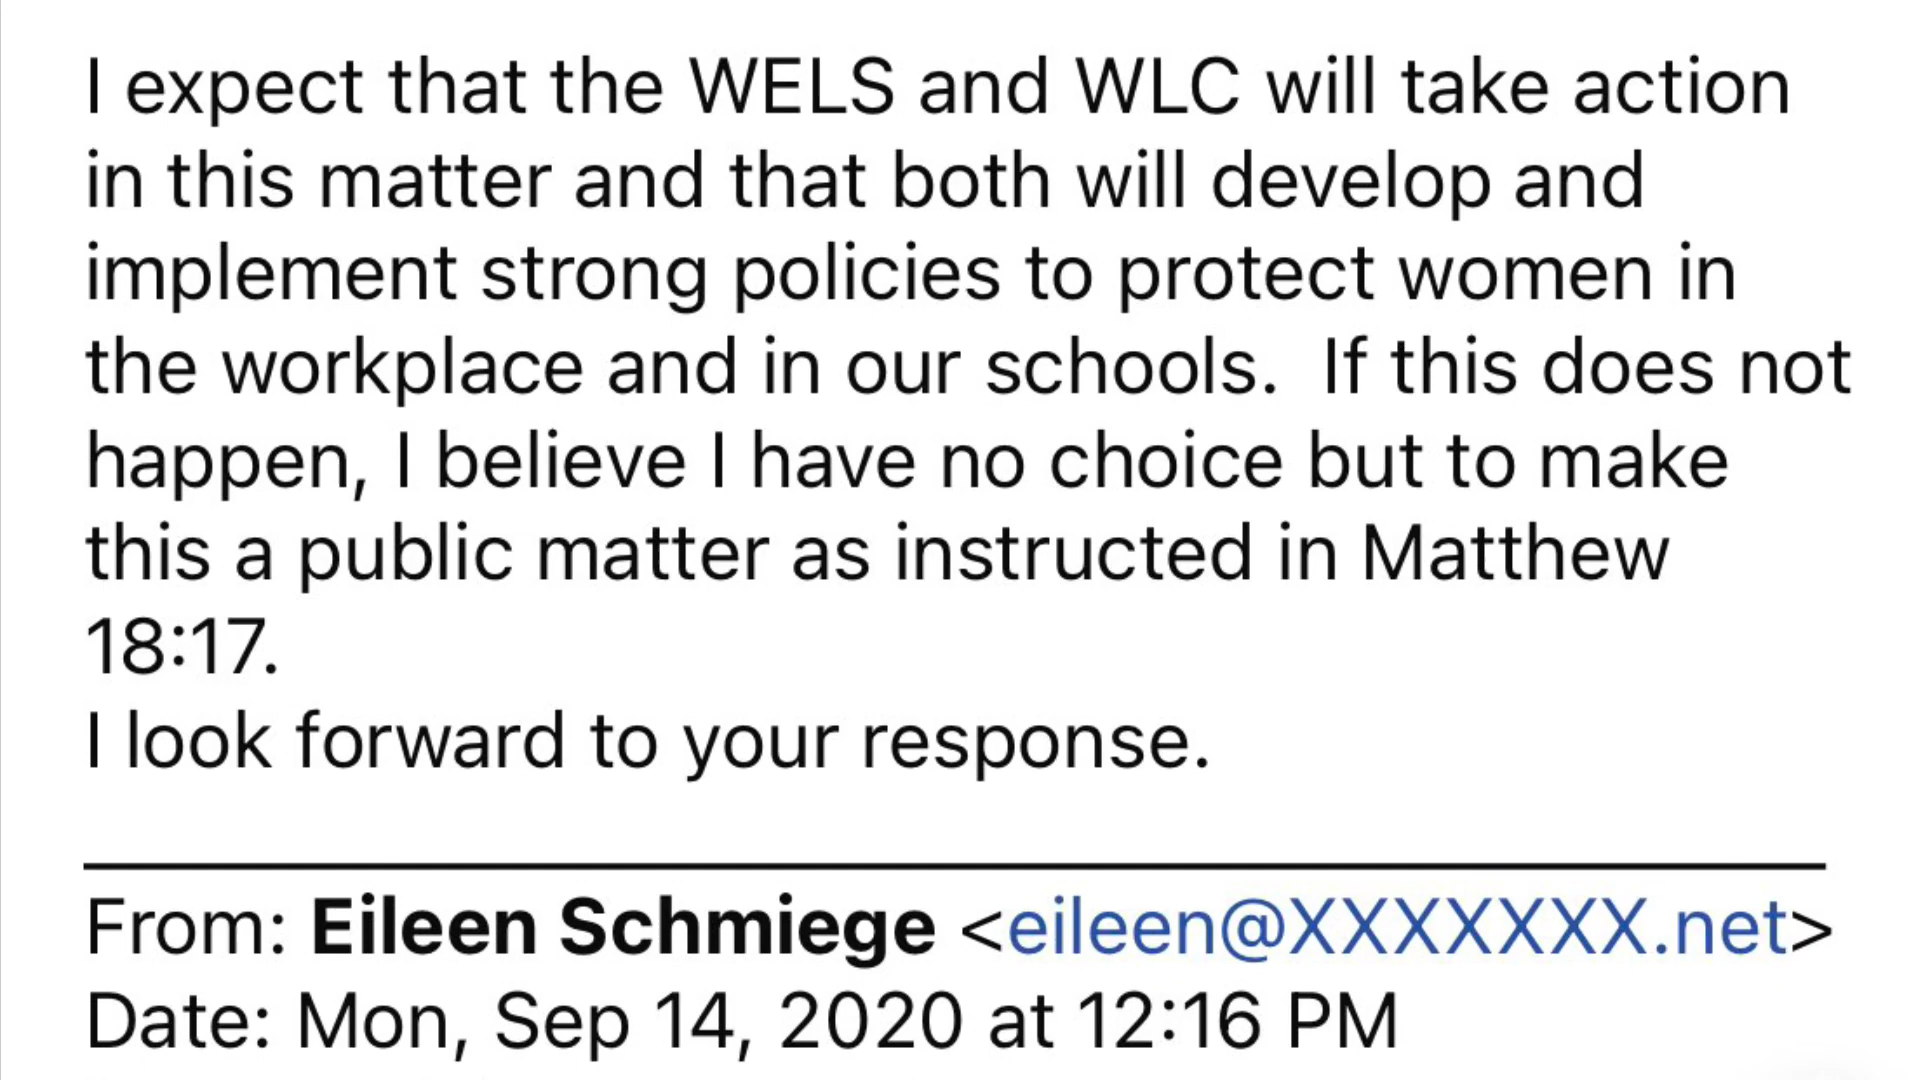 I expect that the WELS and WLC will take action
in this matter and that both will develop and
implement strong policies to protect women in
the workplace and in our schools.  If this does not
happen, I believe I have no choice but to make
this a public matter as instructed in Matthew
18:17.
I look forward to your response.
From: Eileen Schmiege <eileen@XXXXXXX.net>
Date: Mon, Sep 14, 2020 at 12:16 PM